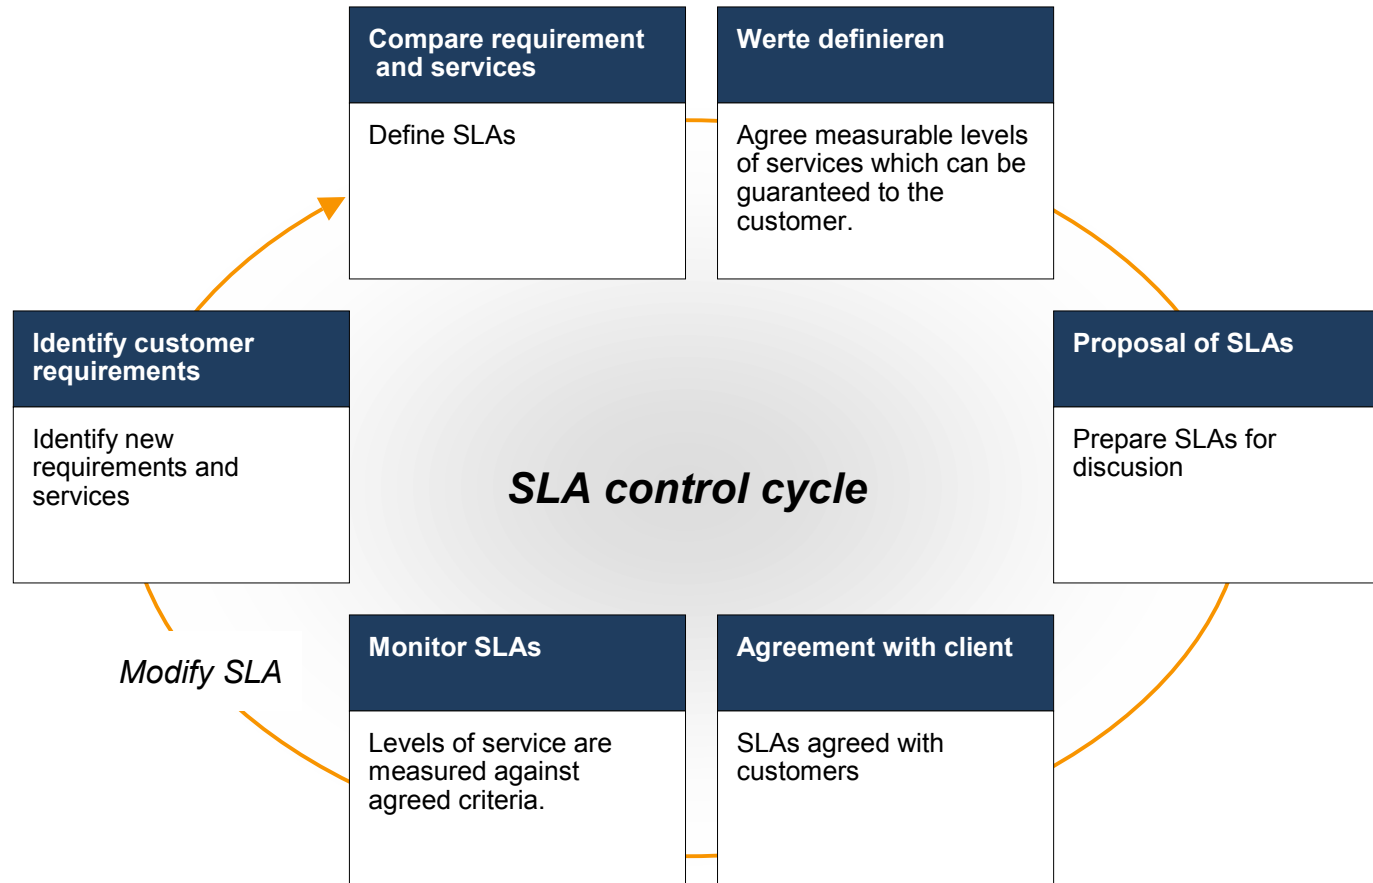 Compare requirement
and services
Define SLAs
Werte definieren
Agree measurable levels
of services which can be
guaranteed to the
customer.
Identify customer
requirements
Identify new
requirements and
services
SLA control cycle
Proposal of SLAs
Prepare SLAs for
discusion
Modify SLA
Monitor SLAs
Levels of service are
measured against
agreed criteria.
Agreement with client
SLAs agreed with
customers